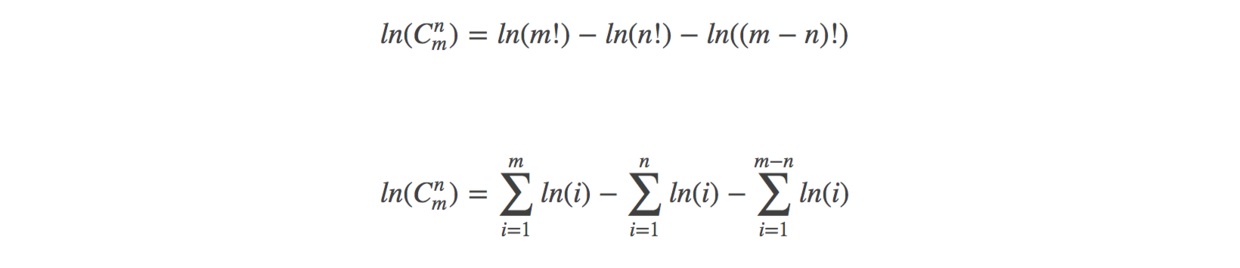 ln(C_m^n) = ln(m!) − ln(n!) − ln((m − n)!)
ln(C_m^n) = ∑_{i=1}^{m} ln(i) − ∑_{i=1}^{n} ln(i) − ∑_{i=1}^{m−n} ln(i)